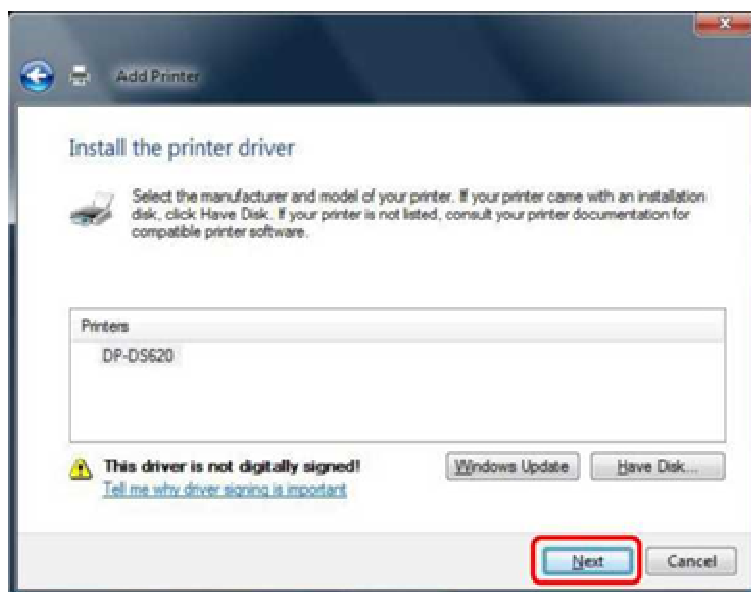 Add Printer
Install the printer driver
Select the manufacturer and model of your printer. If your printer came with an installation
disk, click Have Disk. If your printer is not listed, consult your printer documentation for
compatible printer software.
Printers
DP-DS620
This driver is not digitally signed!
Tell me why driver signing is important
Windows Update
Have Disk...
Next
Cancel